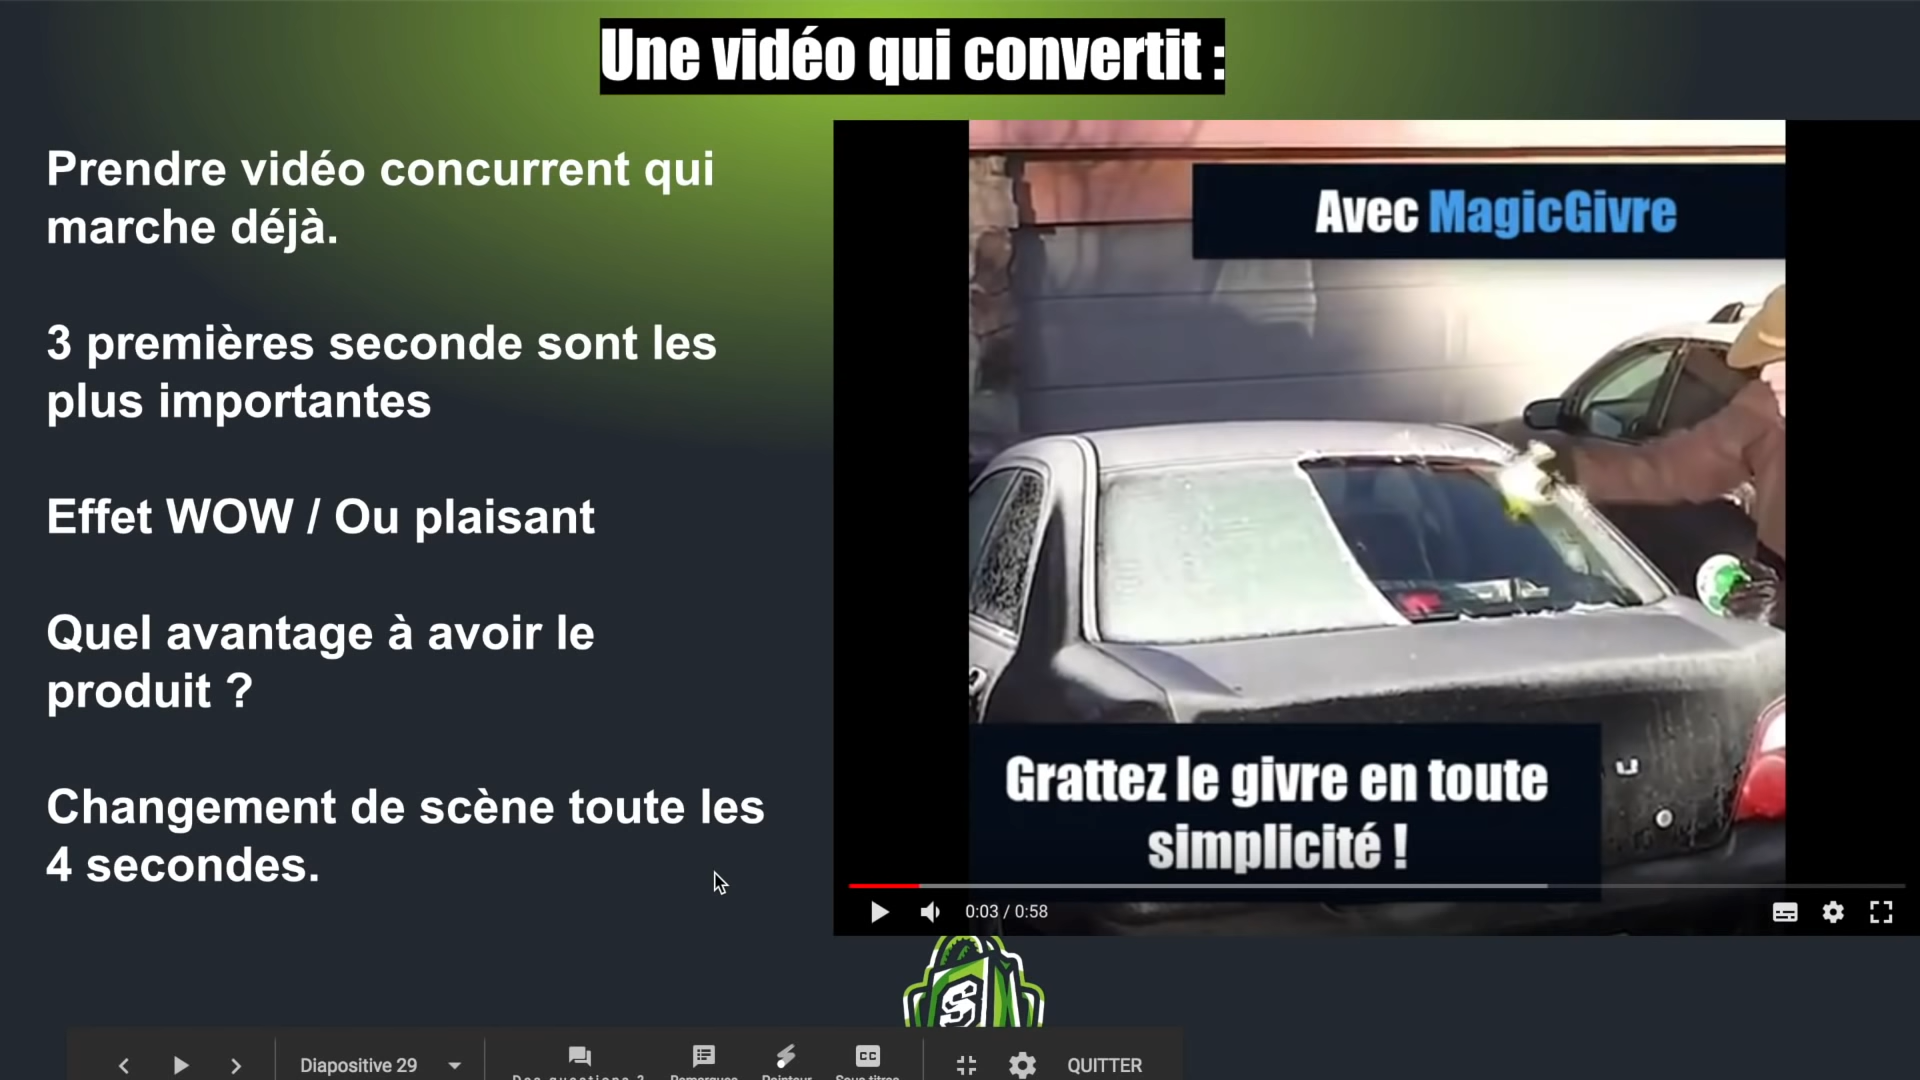 Une vidéo qui convertit :
Prendre vidéo concurrent qui
marche déjà.
3 premières seconde sont les
plus importantes
Effet WOW / Ou plaisant
Quel avantage à avoir le
produit ?
Changement de scène toute les
4 secondes.
Avec MagicGivre
Grattez le givre en toute
simplicité !
0:03 / 0:58
S
Diapositive 29
CC
QUITTER